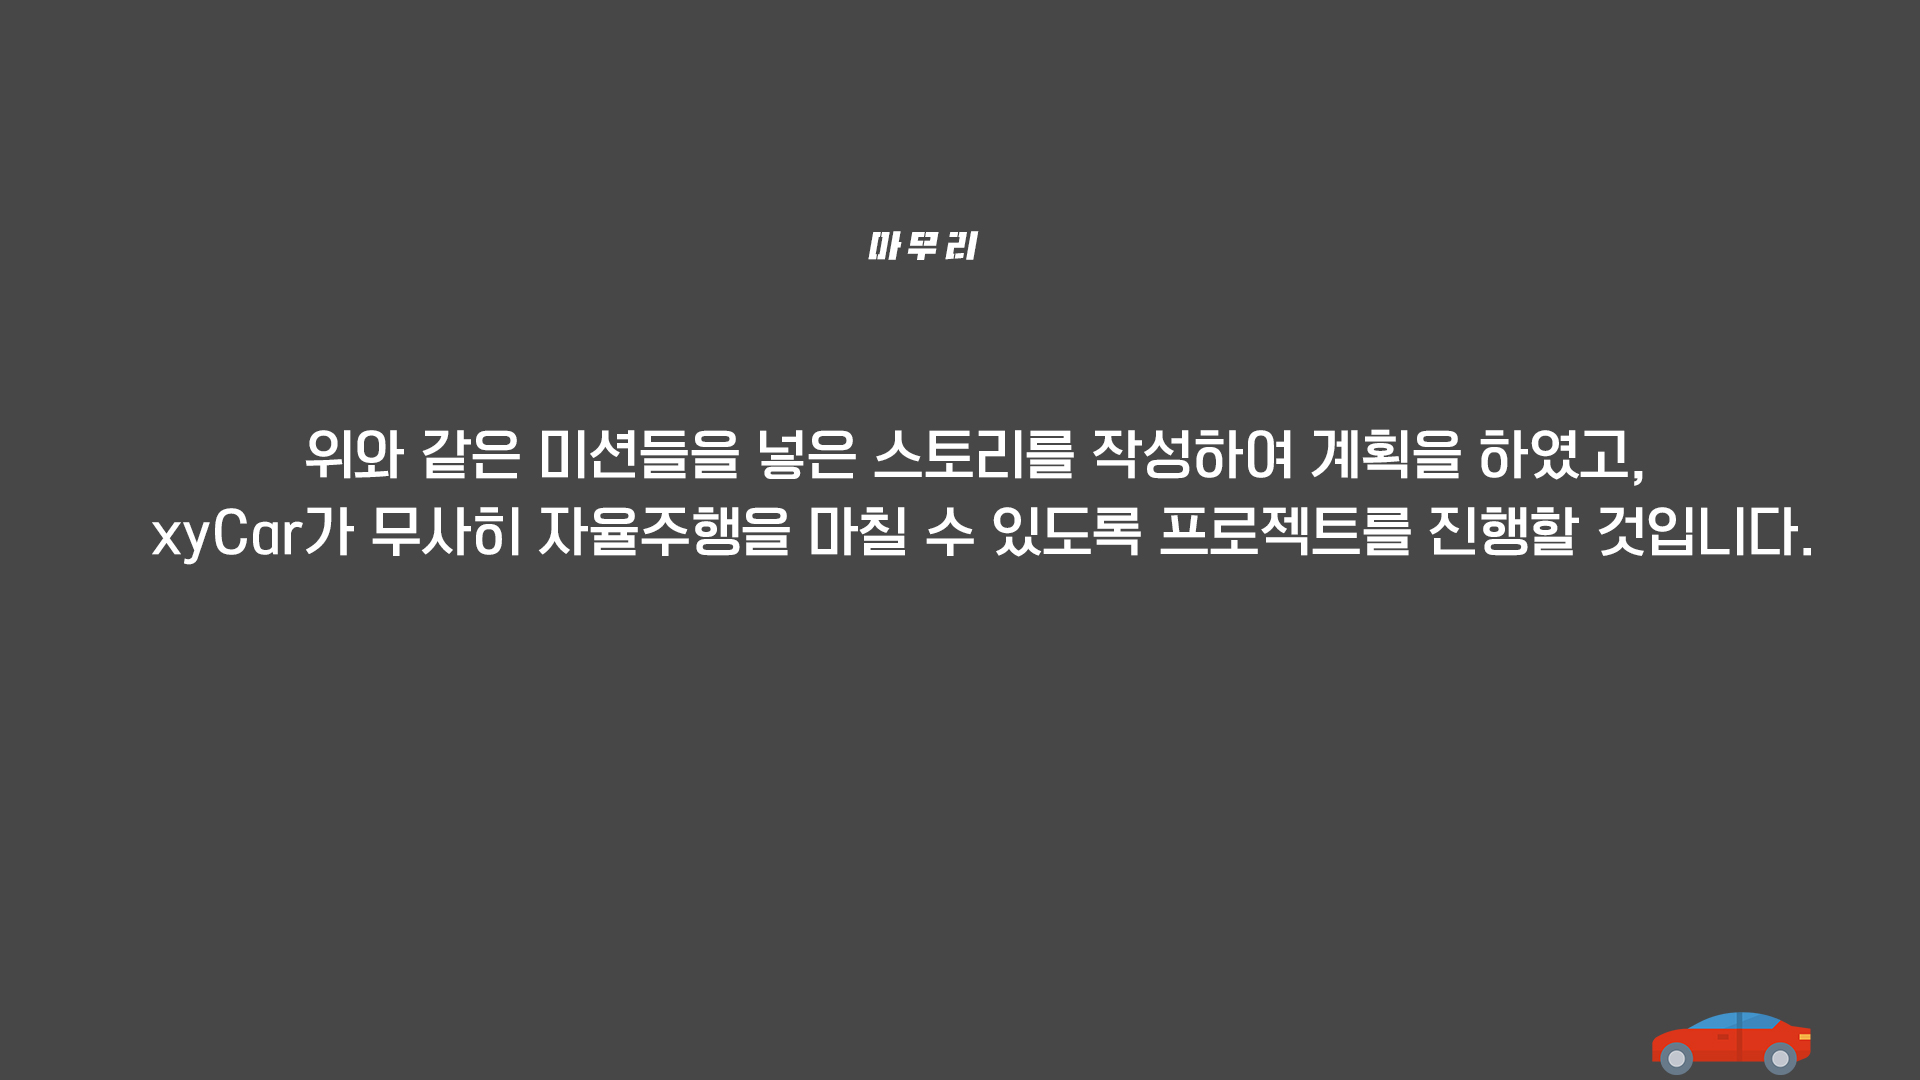 마무리
위와 같은 미션들을 넣은 스토리를 작성하여 계획을 하였고,
xyCar가 무사히 자율주행을 마칠 수 있도록 프로젝트를 진행할 것입니다.